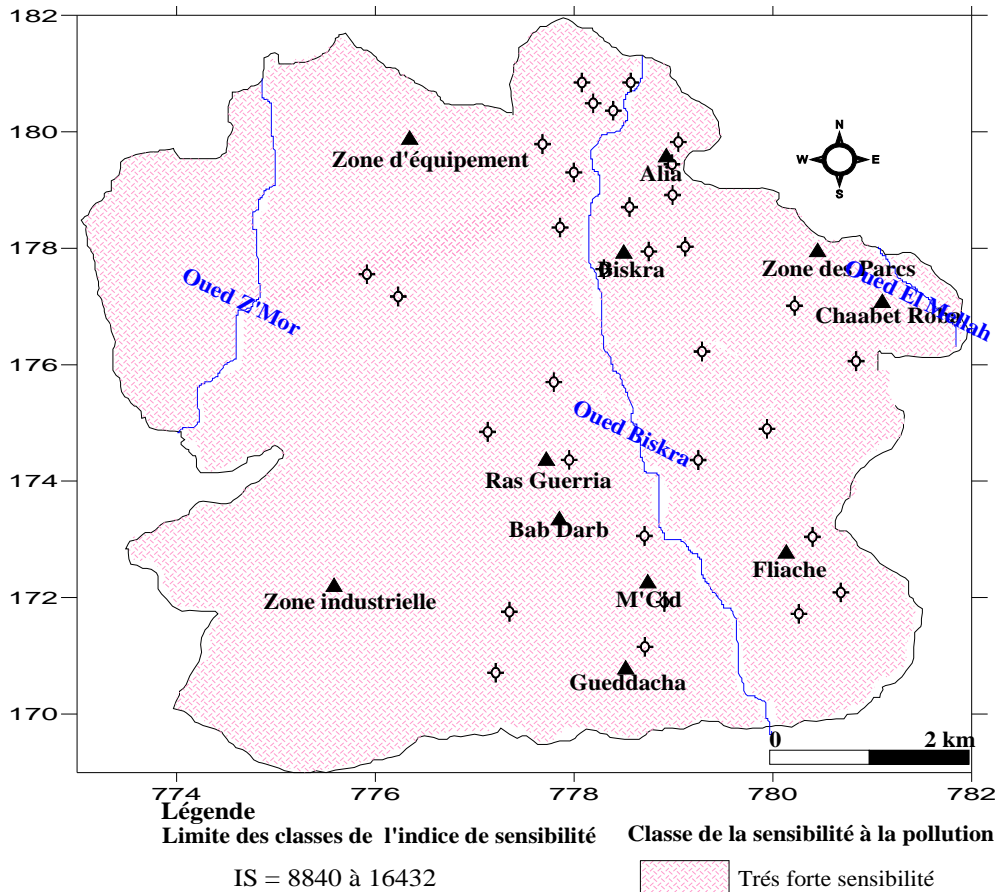 182
180
178
176
174
172
170
N
W E
S
Zone d'équipement
Alia
Biskra
Zone des Parcs
Oued El Mallah
Chaabet Roba
Oued Z'Mor
Oued Biskra
Ras Guerria
Bab Darb
Fliache
Zone industrielle
M'Cid
Gueddacha
0 2 km
774 776 778 780 782
Légende
Limite des classes de l'indice de sensibilité Classe de la sensibilité à la pollution
IS = 8840 à 16432 Trés forte sensibilité